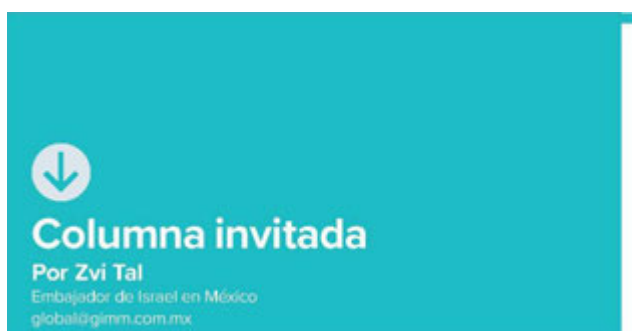 Columna invitada
Por Zvi Tal
Embajador de Israel en México
global@gimm.com.mx